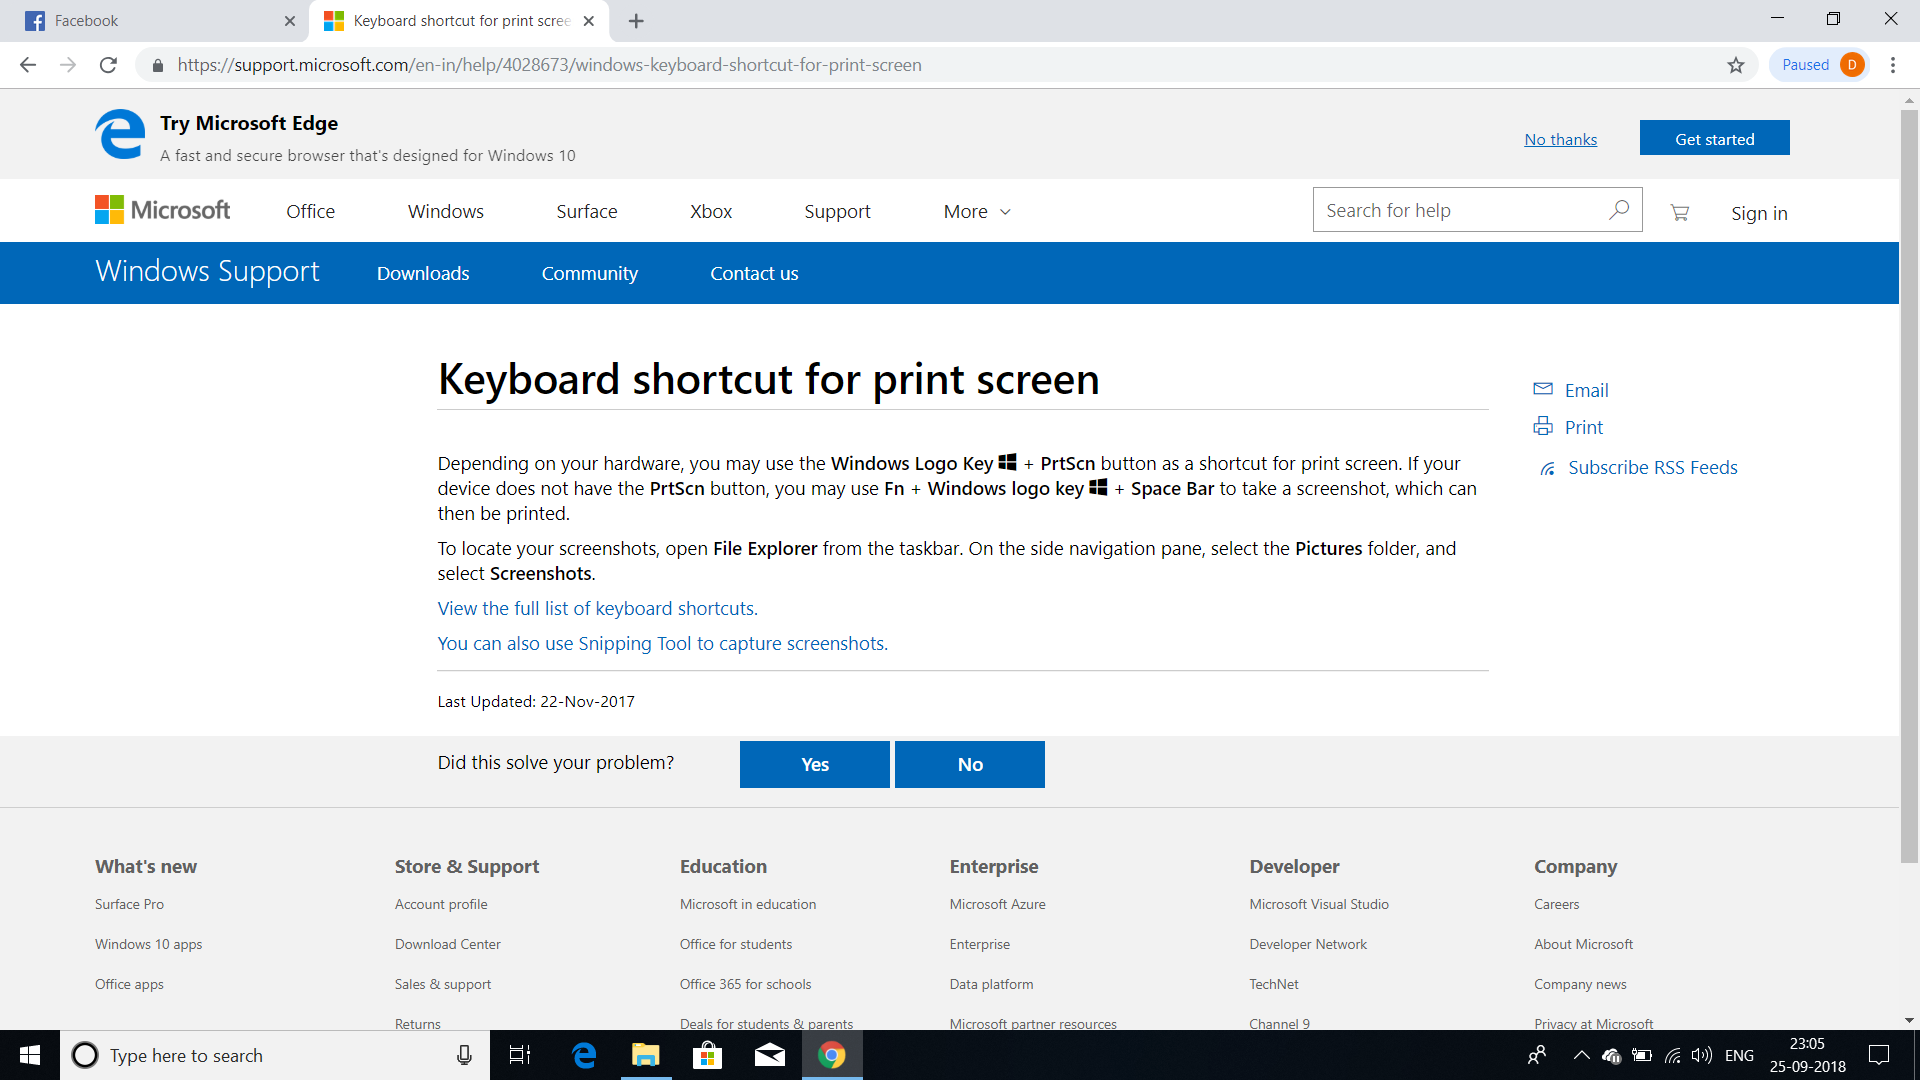 Facebook
Keyboard shortcut for print scree
https://support.microsoft.com/en-in/help/4028673/windows-keyboard-shortcut-for-print-screen
Paused D
Try Microsoft Edge
A fast and secure browser that's designed for Windows 10
No thanks
Get started
Microsoft
Office
Windows
Surface
Xbox
Support
More
Search for help
Sign in
Windows Support
Downloads
Community
Contact us
Keyboard shortcut for print screen
Email
Print
Subscribe RSS Feeds
Depending on your hardware, you may use the Windows Logo Key + PrtScn button as a shortcut for print screen. If your
device does not have the PrtScn button, you may use Fn + Windows logo key + Space Bar to take a screenshot, which can
then be printed.
To locate your screenshots, open File Explorer from the taskbar. On the side navigation pane, select the Pictures folder, and
select Screenshots.
View the full list of keyboard shortcuts.
You can also use Snipping Tool to capture screenshots.
Last Updated: 22-Nov-2017
Did this solve your problem?
Yes
No
What's new
Surface Pro
Windows 10 apps
Office apps
Store & Support
Account profile
Download Center
Sales & support
Returns
Education
Microsoft in education
Office for students
Office 365 for schools
Deals for students & parents
Enterprise
Microsoft Azure
Enterprise
Data platform
Microsoft partner resources
Developer
Microsoft Visual Studio
Developer Network
TechNet
Channel 9
Company
Careers
About Microsoft
Company news
Privacy at Microsoft
Type here to search
ENG
23:05
25-09-2018